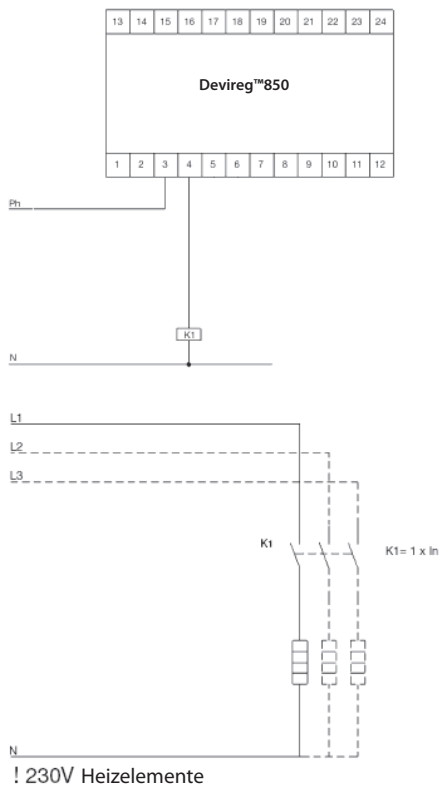 13 14 15 16 17 18 19 20 21 22 23 24
Devireg™850
1 2 3 4 5 6 7 8 9 10 11 12
Ph
K1
N
L1
L2
L3
K1
K1= 1 x In
N
! 230V Heizelemente